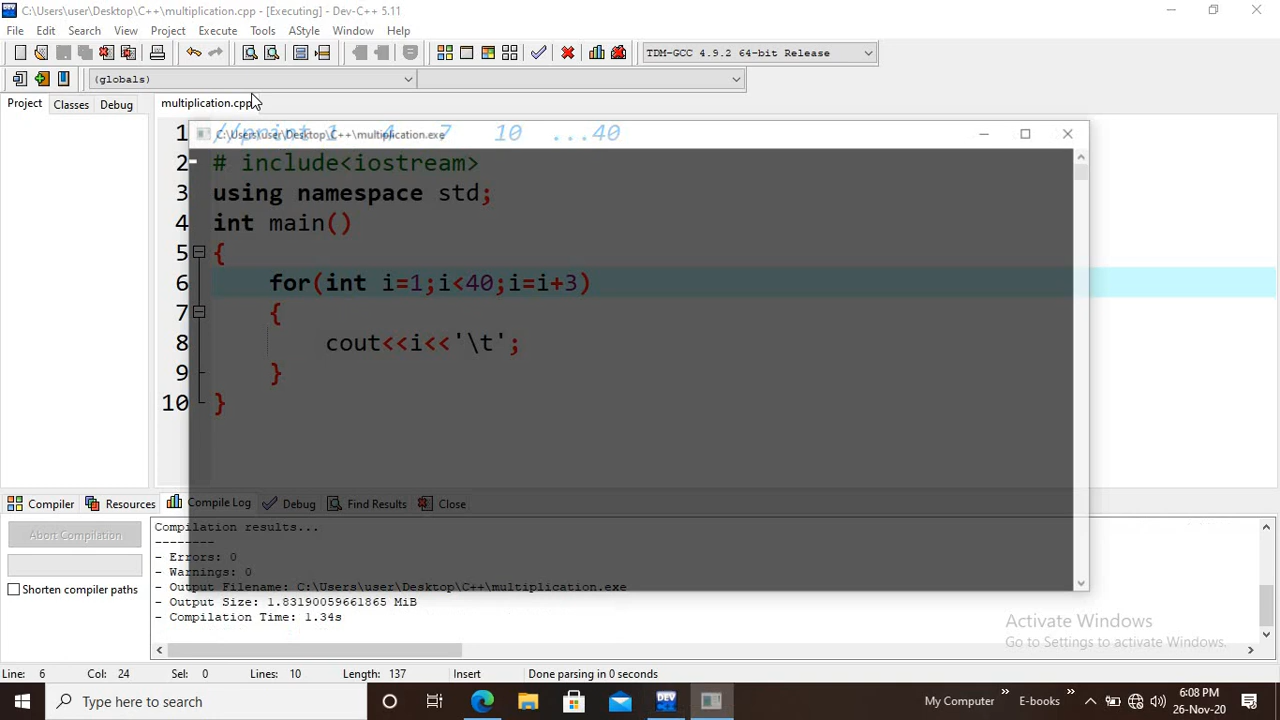 C:\Users\user\Desktop\C++\multiplication.cpp - [Executing] - Dev-C++ 5.11
File Edit Search View Project Execute Tools AStyle Window Help
TDM-GCC 4.9.2 64-bit Release
(globals)
Project Classes Debug multiplication.cpp
C:\Users\user\Desktop\C++\multiplication.exe
1 //print 1 4 7 10 ...40
2 # include<iostream>
3 using namespace std;
4 int main()
5 {
6 for(int i=1;i<40;i=i+3)
7 {
8 cout<<i<<'\t';
9 }
10 }
Compiler Resources Compile Log Debug Find Results Close
Abort Compilation
Shorten compiler paths
Compilation results...
--------
- Errors: 0
- Warnings: 0
- Output Filename: C:\Users\user\Desktop\C++\multiplication.exe
- Output Size: 1.83190059661865 MiB
- Compilation Time: 1.34s
Activate Windows
Go to Settings to activate Windows.
Line: 6 Col: 24 Sel: 0 Lines: 10 Length: 137 Insert Done parsing in 0 seconds
Type here to search
DEV
My Computer » E-books »
6:08 PM
26-Nov-20